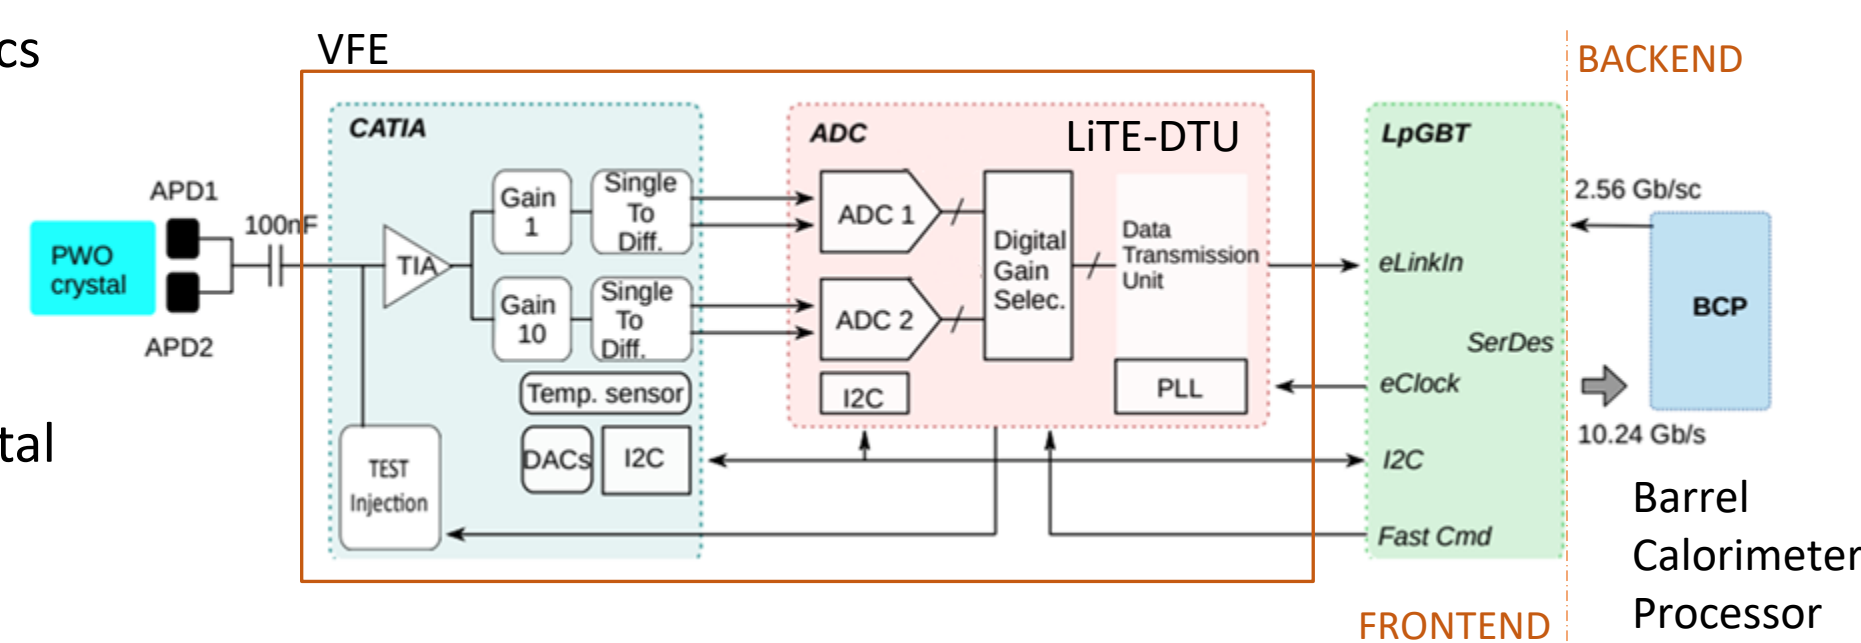 cs
VFE
BACKEND
CATIA
ADC
LiTE-DTU
LpGBT
APD1
100nF
PWO
crystal
APD2
TIA
Gain
1
Single
To
Diff.
Gain
10
Single
To
Diff.
Temp. sensor
DACs
I2C
TEST
Injection
ADC 1
ADC 2
Digital
Gain
Selec.
Data
Transmission
Unit
I2C
PLL
eLinkIn
SerDes
eClock
I2C
Fast Cmd
2.56 Gb/sc
BCP
10.24 Gb/s
tal
Barrel
Calorimeter
Processor
FRONTEND